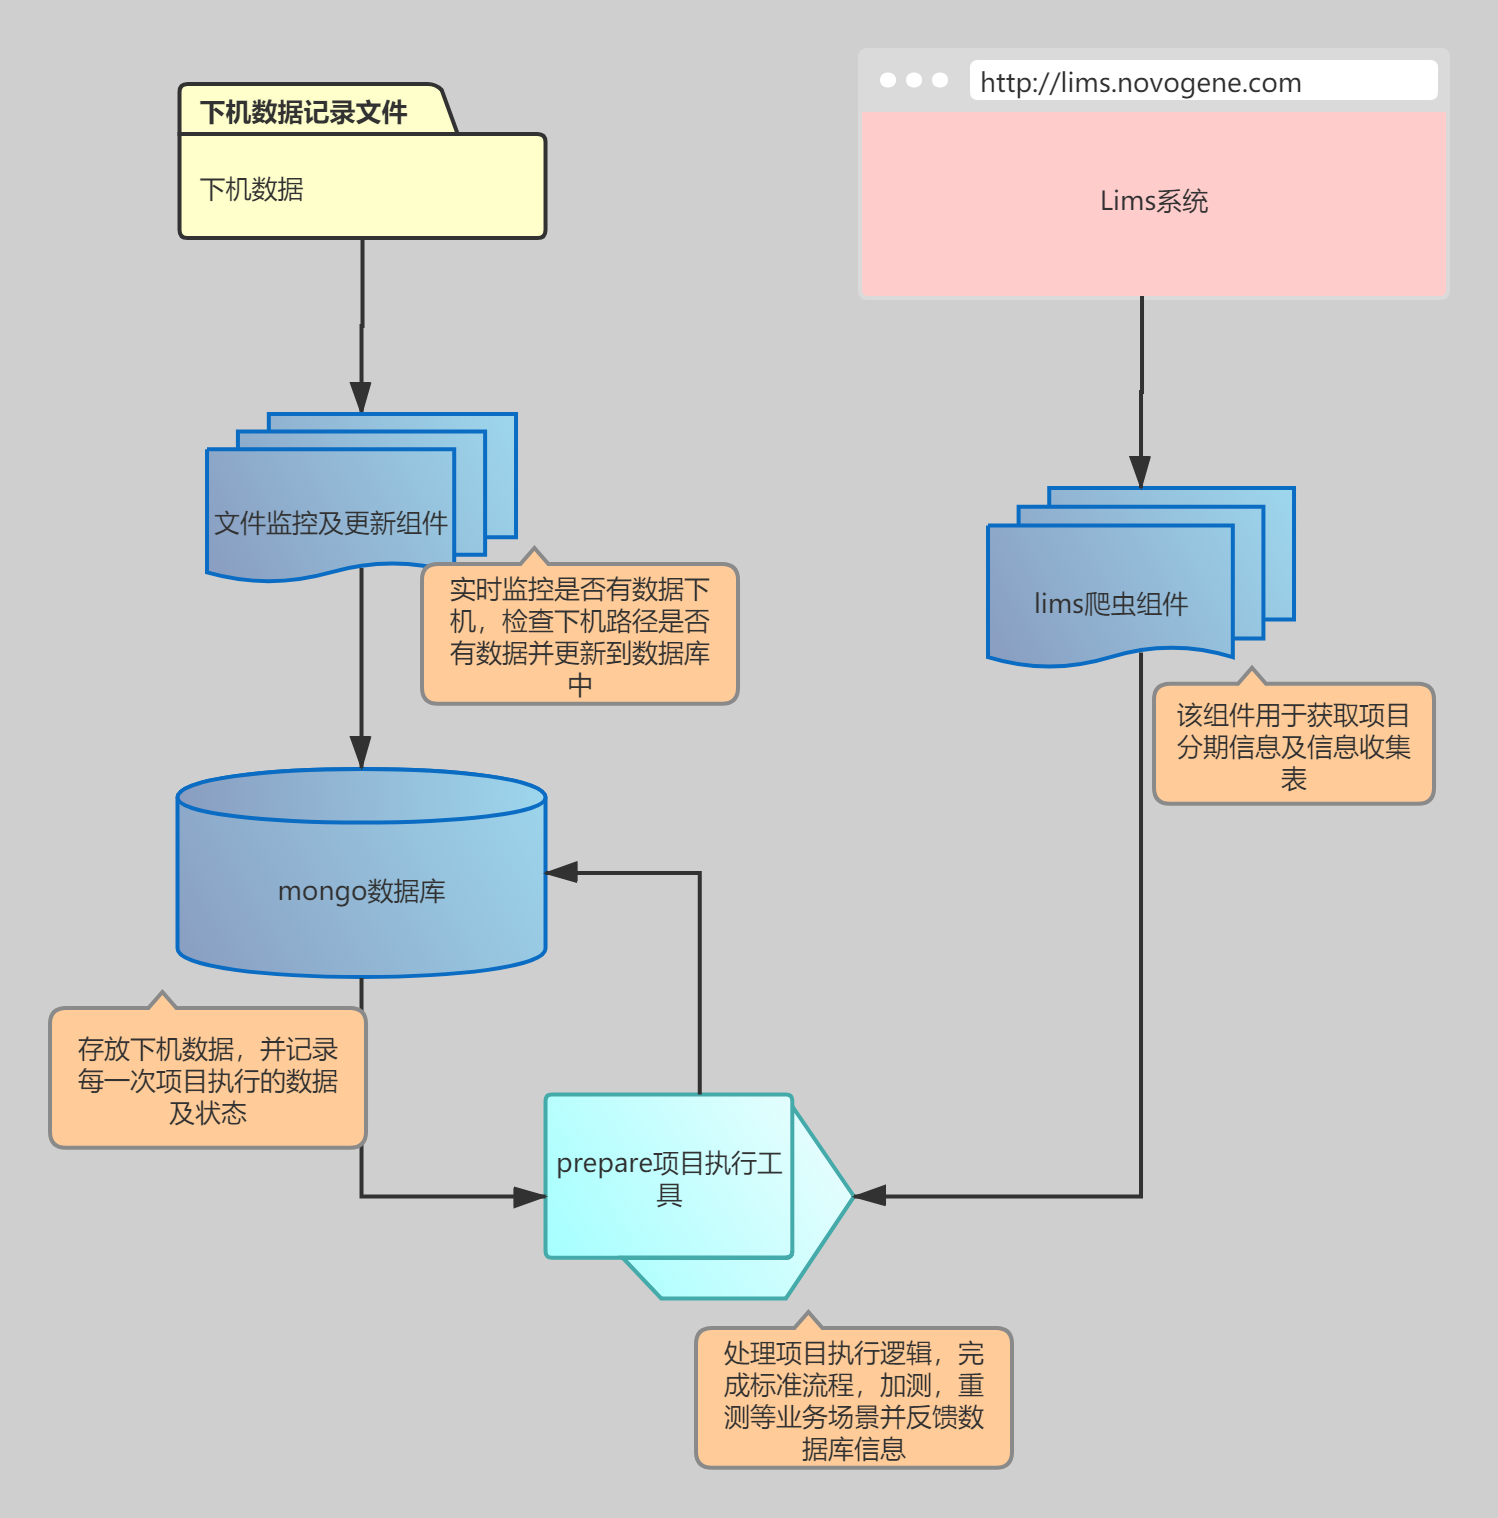 http://lims.novogene.com
下机数据记录文件
下机数据
Lims系统
文件监控及更新组件
实时监控是否有数据下
机，检查下机路径是否
有数据并更新到数据库
中
lims爬虫组件
该组件用于获取项目
分期信息及信息收集
表
mongo数据库
存放下机数据，并记录
每一次项目执行的数据
及状态
prepare项目执行工
具
处理项目执行逻辑，完
成标准流程，加测，重
测等业务场景并反馈数
据库信息